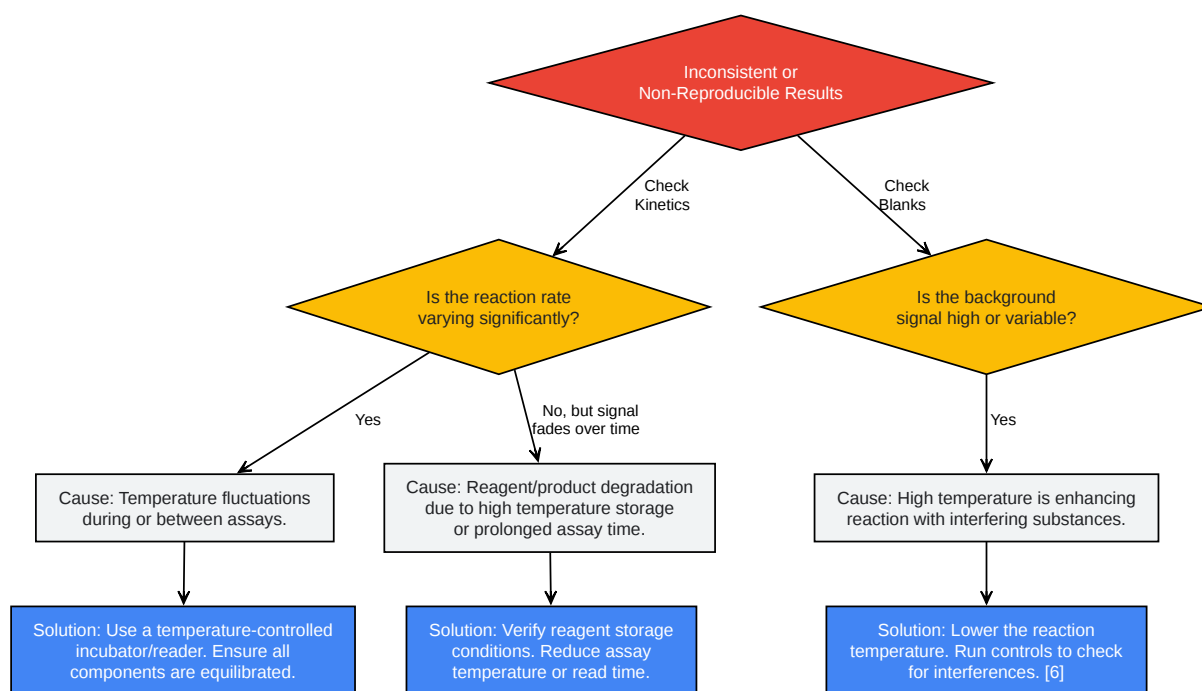 Inconsistent or
Non-Reproducible Results
Check
Kinetics
Check
Blanks
Is the reaction rate
varying significantly?
Is the background
signal high or variable?
Yes
No, but signal
fades over time
Yes
Cause: Temperature fluctuations
during or between assays.
Cause: Reagent/product degradation
due to high temperature storage
or prolonged assay time.
Cause: High temperature is enhancing
reaction with interfering substances.
Solution: Use a temperature-controlled
incubator/reader. Ensure all
components are equilibrated.
Solution: Verify reagent storage
conditions. Reduce assay
temperature or read time.
Solution: Lower the reaction
temperature. Run controls to check
for interferences. [6]